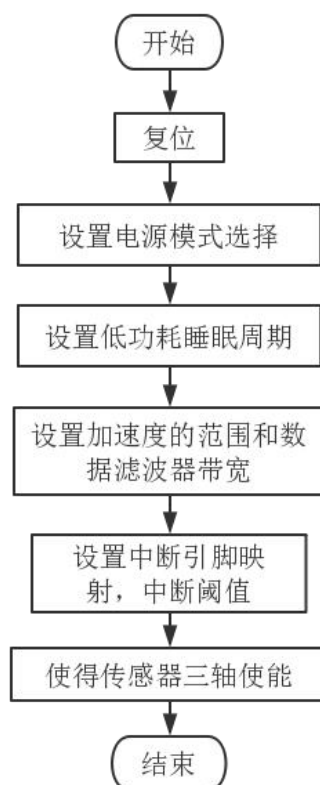 开始
复位
设置电源模式选择
设置低功耗睡眠周期
设置加速度的范围和数
据滤波器带宽
设置中断引脚映
射，中断阈值
使得传感器三轴使能
结束